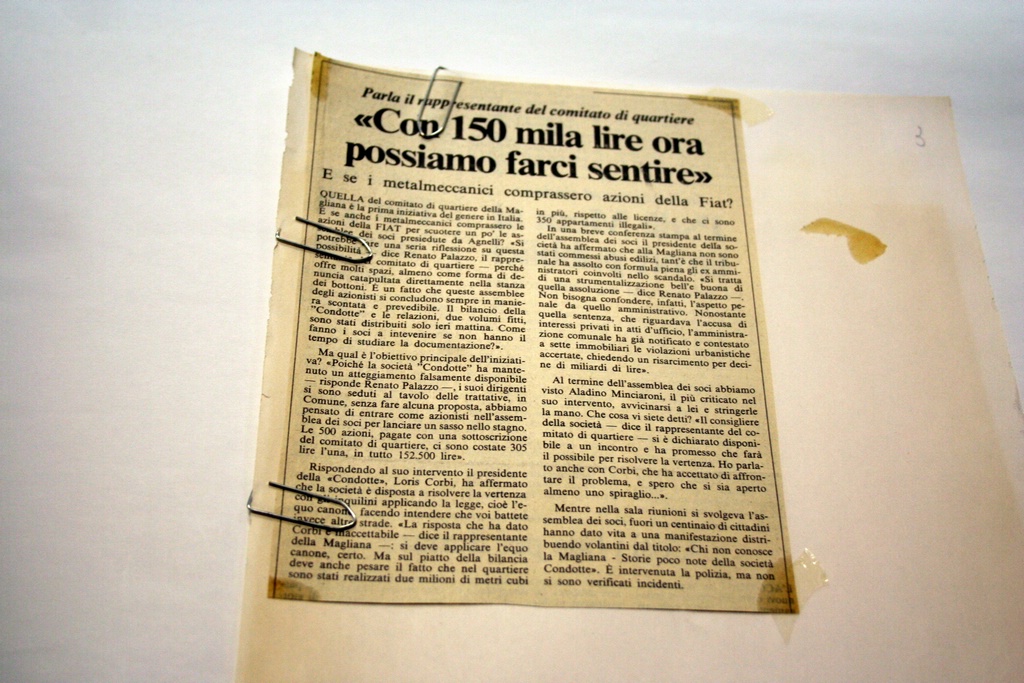 Parla il rappresentante del comitato di quartiere
«Con 150 mila lire ora
possiamo farci sentire»
E se i metalmeccanici comprassero azioni della Fiat?
QUELLA del comitato di quartiere della Ma-
gliana è la prima iniziativa del genere in Italia.
E se anche i metalmeccanici comprassero le
azioni della FIAT per scuotere un po' le as-
dei soci presiedute da Agnelli? «Si
potrebbe una seria riflessione su questa
possibilità — dice Renato Palazzo, il rappre-
comitato di quartiere — perché
offre molti spazi, almeno come forma di de-
nuncia catapultata direttamente nella stanza
dei bottoni. È un fatto che queste assemblee
degli azionisti si concludono sempre in manie-
ra scontata e prevedibile. Il bilancio della
"Condotte" e le relazioni, due volumi fitti,
sono stati distribuiti solo ieri mattina. Come
fanno i soci a intevenire se non hanno il
tempo di studiare la documentazione?».
Ma qual è l'obiettivo principale dell'iniziati-
va? «Poiché la società "Condotte" ha mante-
nuto un atteggiamento falsamente disponibile
— risponde Renato Palazzo —, i suoi dirigenti
si sono seduti al tavolo delle trattative, in
Comune, senza fare alcuna proposta, abbiamo
pensato di entrare come azionisti nell'assem-
blea dei soci per lanciare un sasso nello stagno.
Le 500 azioni, pagate con una sottoscrizione
del comitato di quartiere, ci sono costate 305
lire l'una, in tutto 152.500 lire».
Rispondendo al suo intervento il presidente
della «Condotte», Loris Corbi, ha affermato
che la società è disposta a risolvere la vertenza
con gli inquilini applicando la legge, cioè l'e-
quo canone, facendo intendere che voi battete
invece altre strade. «La risposta che ha dato
Corbi è inaccettabile — dice il rappresentante
della Magliana —: si deve applicare l'equo
canone, certo. Ma sul piatto della bilancia
deve anche pesare il fatto che nel quartiere
sono stati realizzati due milioni di metri cubi
in più, rispetto alle licenze, e che ci sono
350 appartamenti illegali».
In una breve conferenza stampa al termine
dell'assemblea dei soci il presidente della so-
cietà ha affermato che alla Magliana non sono
stati commessi abusi edilizi, tant'è che il tribu-
nale ha assolto con formula piena gli ex ammi-
nistratori coinvolti nello scandalo. «Si tratta
di una strumentalizzazione bell'e buona di
quella assoluzione — dice Renato Palazzo —.
Non bisogna confondere, infatti, l'aspetto pe-
nale da quello amministrativo. Nonostante
quella sentenza, che riguardava l'accusa di
interessi privati in atti d'ufficio, l'amministra-
zione comunale ha già notificato e contestato
a sette immobiliari le violazioni urbanistiche
accertate, chiedendo un risarcimento per deci-
ne di miliardi di lire».
Al termine dell'assemblea dei soci abbiamo
visto Aladino Minciaroni, il più criticato nel
suo intervento, avvicinarsi a lei e stringerle
la mano. Che cosa vi siete detti? «Il consigliere
della società — dice il rappresentante del co-
mitato di quartiere — si è dichiarato disponi-
bile a un incontro e ha promesso che farà
il possibile per risolvere la vertenza. Ho parla-
to anche con Corbi, che ha accettato di affron-
tare il problema, e spero che si sia aperto
almeno uno spiraglio...».
Mentre nella sala riunioni si svolgeva l'as-
semblea dei soci, fuori un centinaio di cittadini
hanno dato vita a una manifestazione distri-
buendo volantini dal titolo: «Chi non conosce
la Magliana - Storie poco note della società
Condotte». È intervenuta la polizia, ma non
si sono verificati incidenti.
3